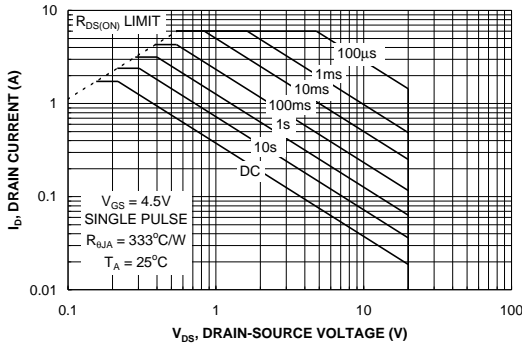 10
R_DS(ON) LIMIT
100µs
1ms
10ms
100ms
1s
10s
DC
1
0.1
0.01
V_GS = 4.5V
SINGLE PULSE
R_θJA = 333°C/W
T_A = 25°C
0.1
1
10
100
I_D, DRAIN CURRENT (A)
V_DS, DRAIN-SOURCE VOLTAGE (V)